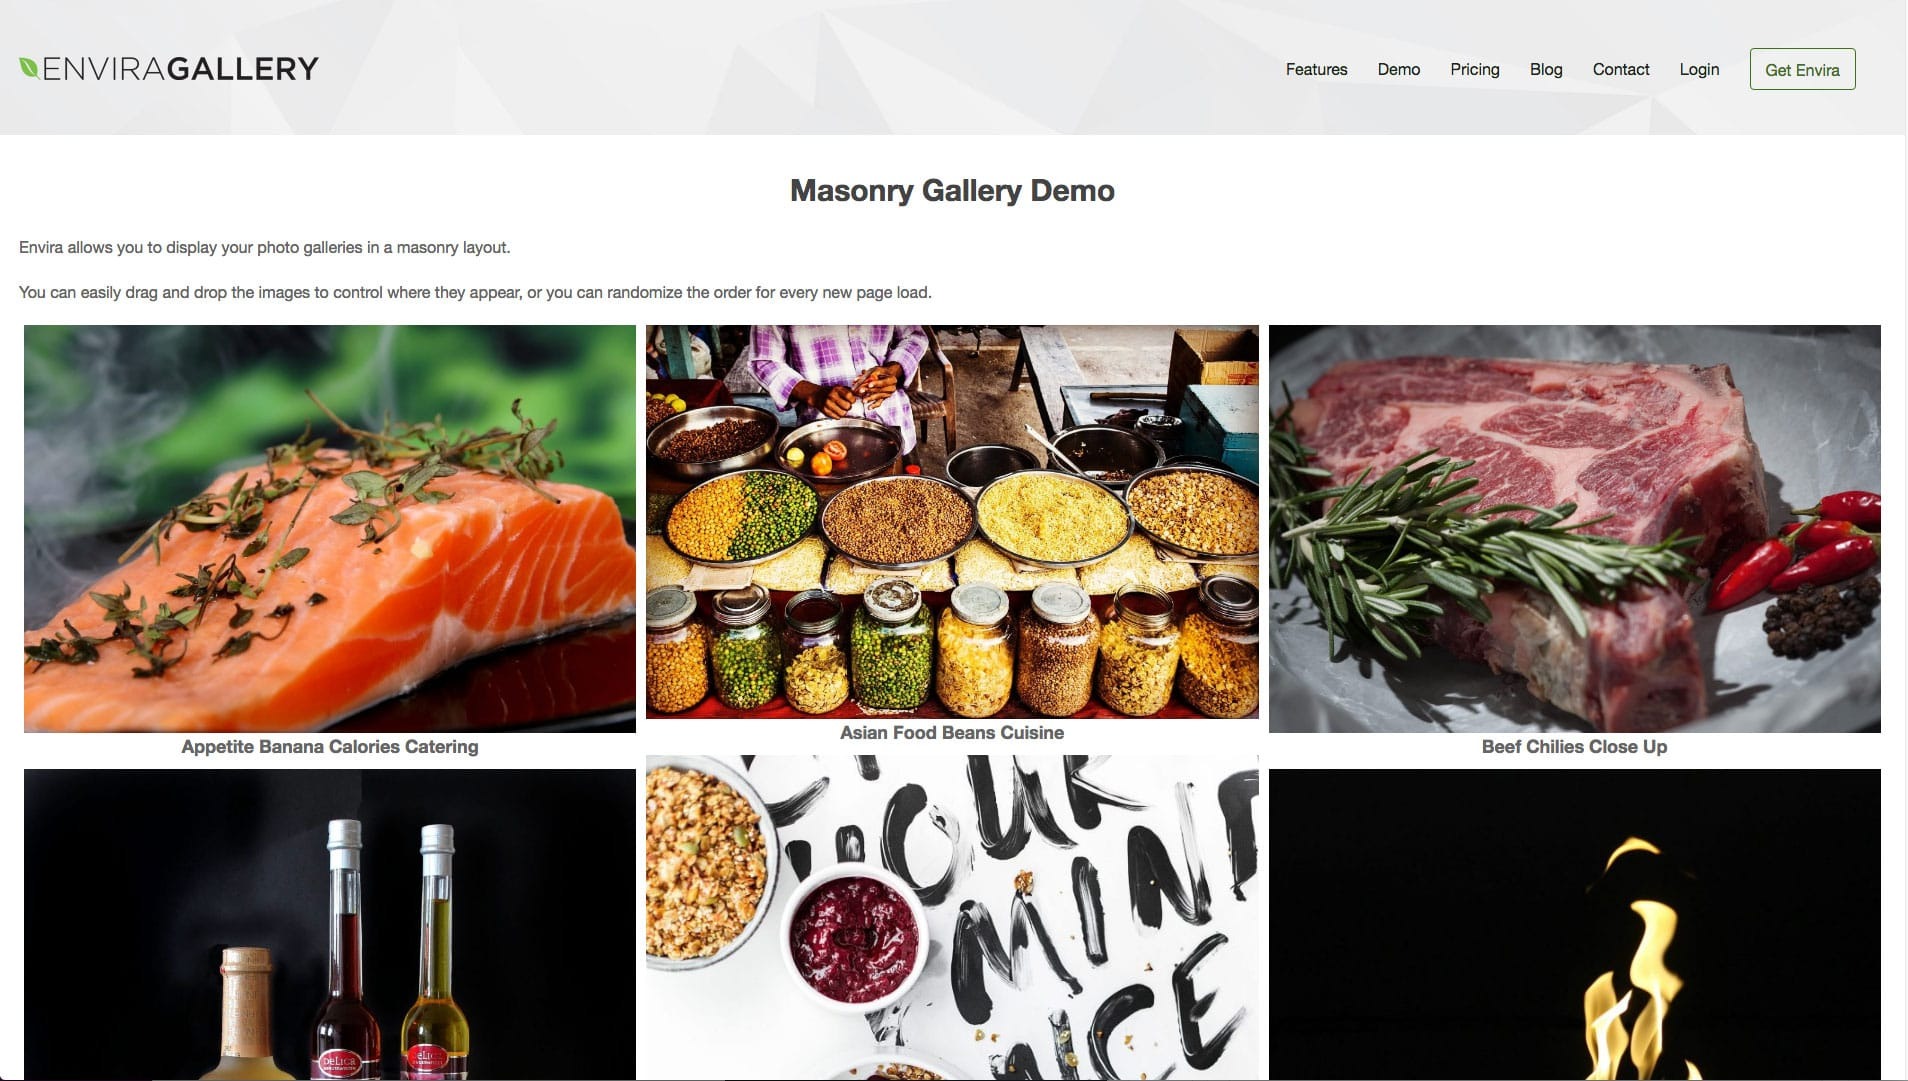 ENVIRAGALLERY
Features Demo Pricing Blog Contact Login Get Envira
Masonry Gallery Demo
Envira allows you to display your photo galleries in a masonry layout.
You can easily drag and drop the images to control where they appear, or you can randomize the order for every new page load.
Appetite Banana Calories Catering
Asian Food Beans Cuisine
Beef Chilies Close Up
MIND
DELICA